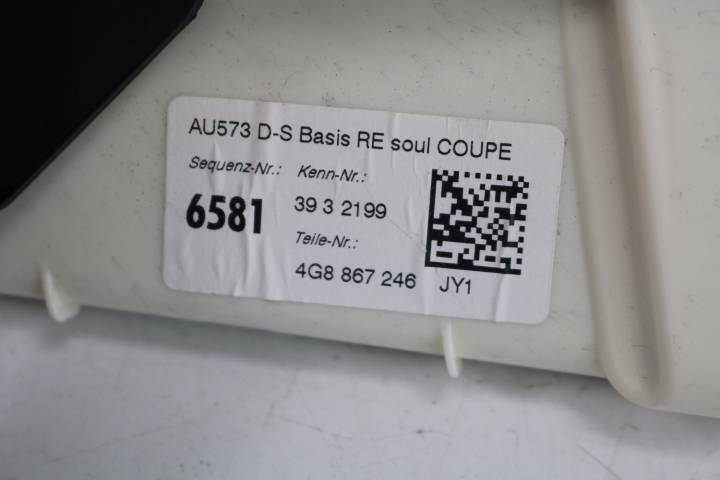 AU573 D-S Basis RE soul COUPE
Sequenz-Nr.: Kenn-Nr.:
6581 39 3 2199
Teile-Nr.:
4G8 867 246 JY1